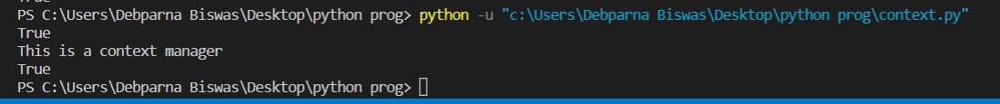 True
PS C:\Users\Debparna Biswas\Desktop\python prog> python -u "c:\Users\Debparna Biswas\Desktop\python prog\context.py"
True
This is a context manager
True
PS C:\Users\Debparna Biswas\Desktop\python prog>